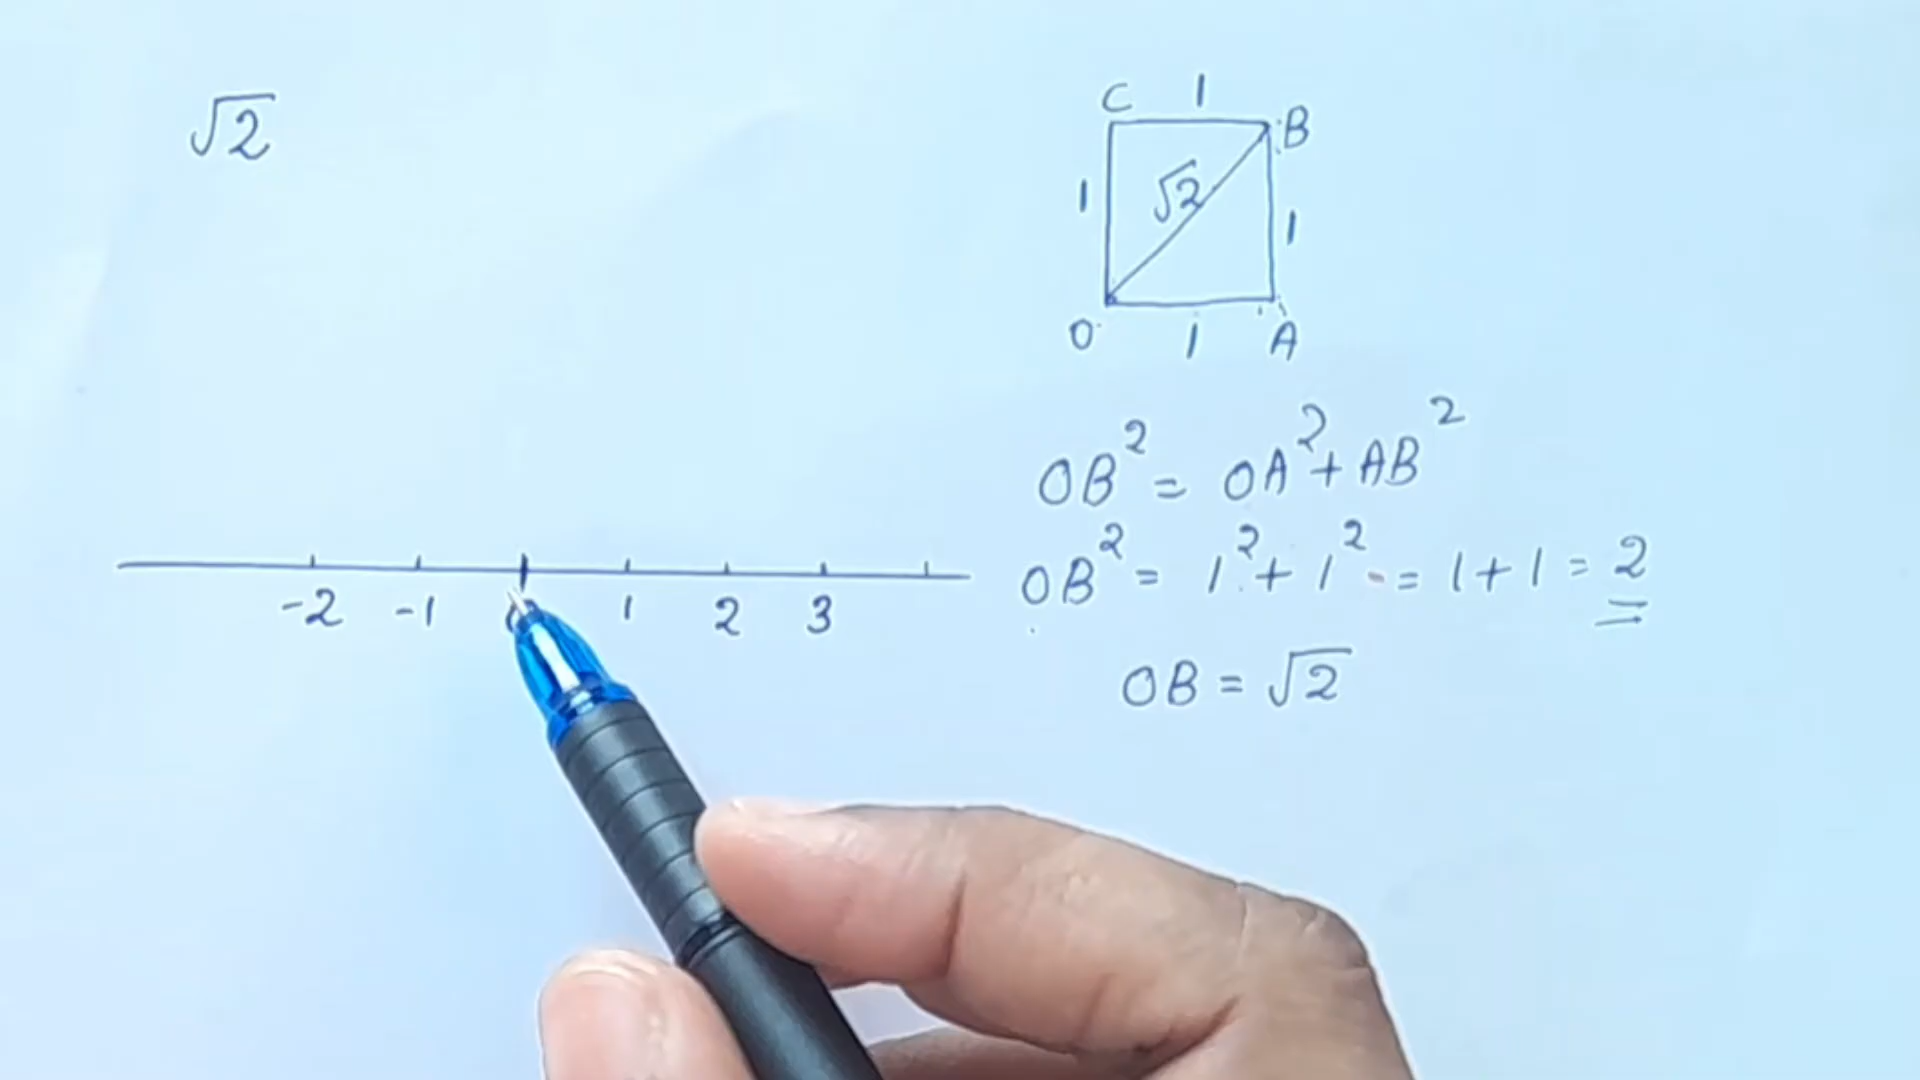 √2
C 1 B
1 √2 1
O 1 A
OB² = OA² + AB²
OB² = 1² + 1² = 1 + 1 = 2
OB = √2
-2 -1 1 2 3